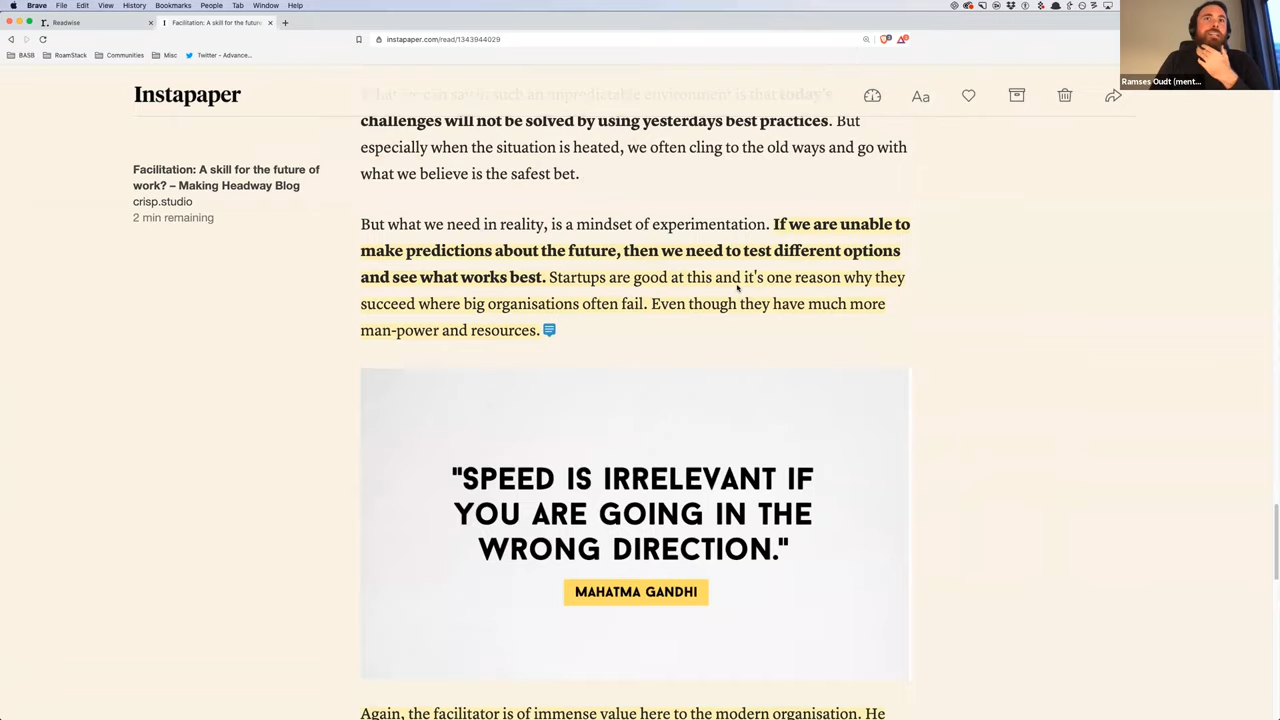 Brave File Edit View History Bookmarks People Tab Window Help
Readwise
Facilitation: A skill for the future
instapaper.com/read/1343944029
BASB RoamStack Communities Misc Twitter – Advance...
Ramses Oudt (ment...
Instapaper
Aa
such an unpredictable environment is that today's
challenges will not be solved by using yesterdays best practices. But
especially when the situation is heated, we often cling to the old ways and go with
what we believe is the safest bet.
Facilitation: A skill for the future of
work? – Making Headway Blog
crisp.studio
2 min remaining
But what we need in reality, is a mindset of experimentation. If we are unable to
make predictions about the future, then we need to test different options
and see what works best. Startups are good at this and it's one reason why they
succeed where big organisations often fail. Even though they have much more
man-power and resources.
"SPEED IS IRRELEVANT IF
YOU ARE GOING IN THE
WRONG DIRECTION."
MAHATMA GANDHI
Again, the facilitator is of immense value here to the modern organisation. He